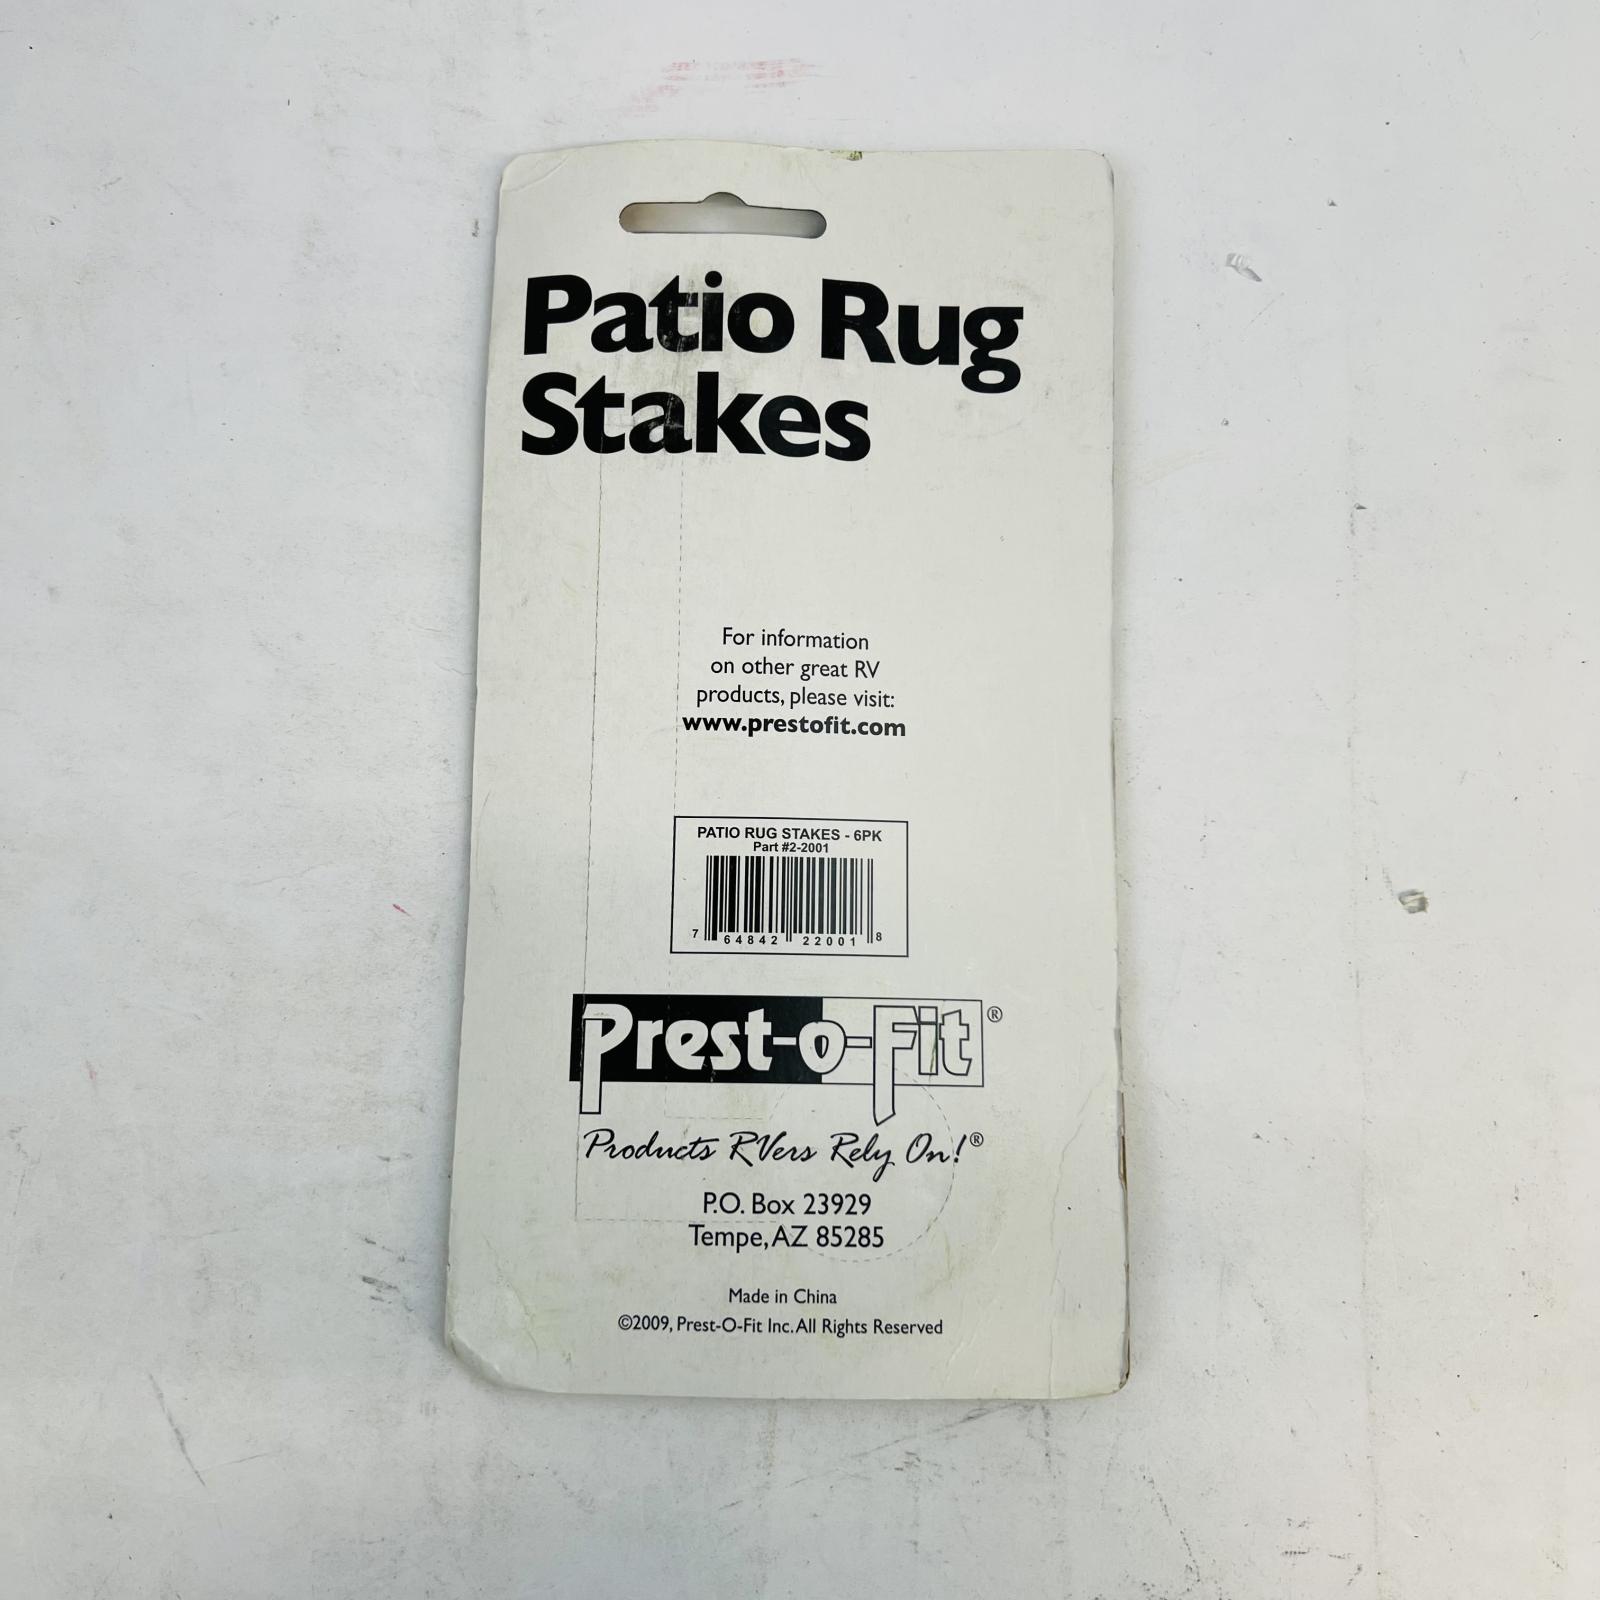 Patio Rug
Stakes
For information
on other great RV
products, please visit:
www.prestofit.com
PATIO RUG STAKES - 6PK
Part #2-2001
7 64842 22001 8
Prest-o-Fit®
Products RVers Rely On!®
P.O. Box 23929
Tempe, AZ 85285
Made in China
©2009, Prest-O-Fit Inc. All Rights Reserved